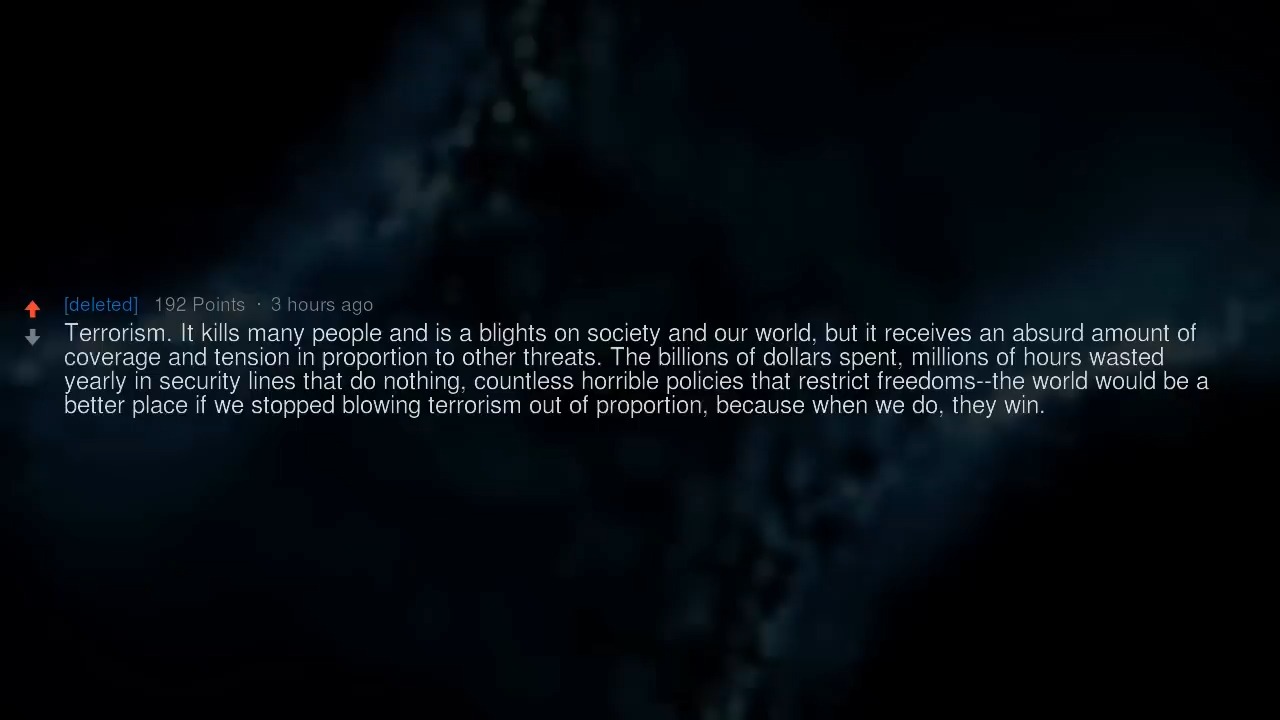 [deleted] 192 Points · 3 hours ago
Terrorism. It kills many people and is a blights on society and our world, but it receives an absurd amount of
coverage and tension in proportion to other threats. The billions of dollars spent, millions of hours wasted
yearly in security lines that do nothing, countless horrible policies that restrict freedoms--the world would be a
better place if we stopped blowing terrorism out of proportion, because when we do, they win.